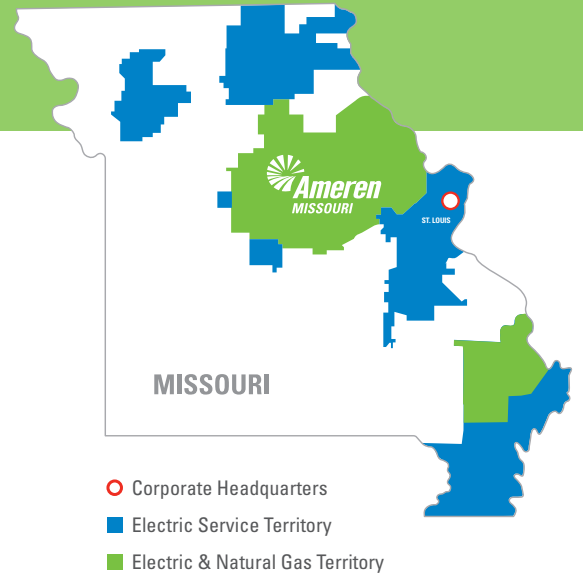 Ameren
MISSOURI
ST. LOUIS
MISSOURI
Corporate Headquarters
Electric Service Territory
Electric & Natural Gas Territory